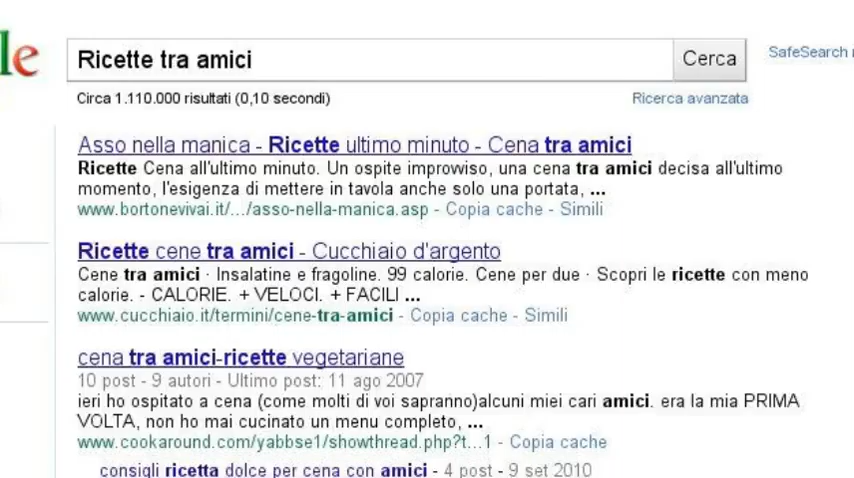 le
Ricette tra amici
Cerca
SafeSearch
Circa 1.110.000 risultati (0,10 secondi)
Ricerca avanzata
Asso nella manica - Ricette ultimo minuto - Cena tra amici
Ricette Cena all'ultimo minuto. Un ospite improvviso, una cena tra amici decisa all'ultimo
momento, l'esigenza di mettere in tavola anche solo una portata, ...
www.bortonevivai.it/.../asso-nella-manica.asp - Copia cache - Simili
Ricette cene tra amici - Cucchiaio d'argento
Cene tra amici · Insalatine e fragoline. 99 calorie. Cene per due · Scopri le ricette con meno
calorie. - CALORIE. + VELOCI. + FACILI ...
www.cucchiaio.it/termini/cene-tra-amici - Copia cache - Simili
cena tra amici-ricette vegetariane
10 post - 9 autori - Ultimo post: 11 ago 2007
ieri ho ospitato a cena (come molti di voi sapranno)alcuni miei cari amici. era la mia PRIMA
VOLTA, non ho mai cucinato un menu completo, ...
www.cookaround.com/yabbse1/showthread.php?t...1 - Copia cache
consigli ricetta dolce per cena con amici - 4 post - 9 set 2010